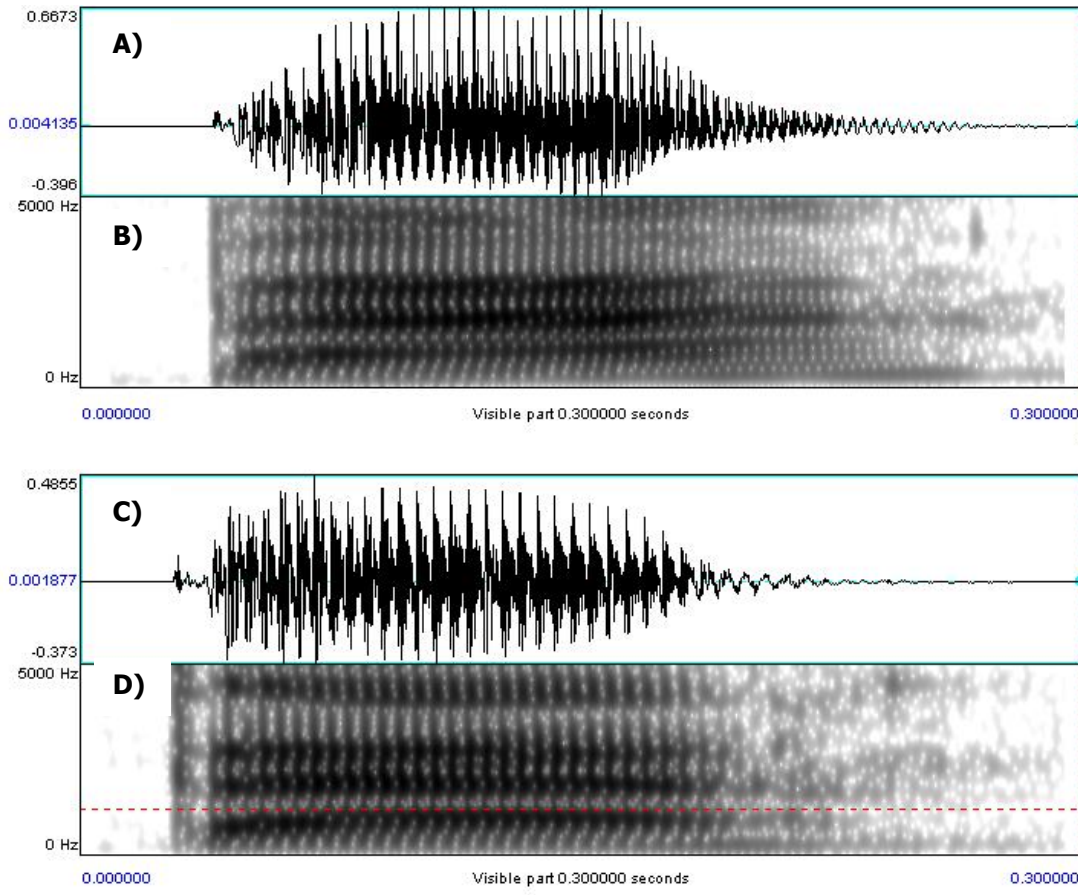 0.6673
A)
0.004135
-0.396
5000 Hz
B)
0 Hz
0.000000 Visible part 0.300000 seconds 0.300000
0.4855
C)
0.001877
-0.373
5000 Hz
D)
0 Hz
0.000000 Visible part 0.300000 seconds 0.300000